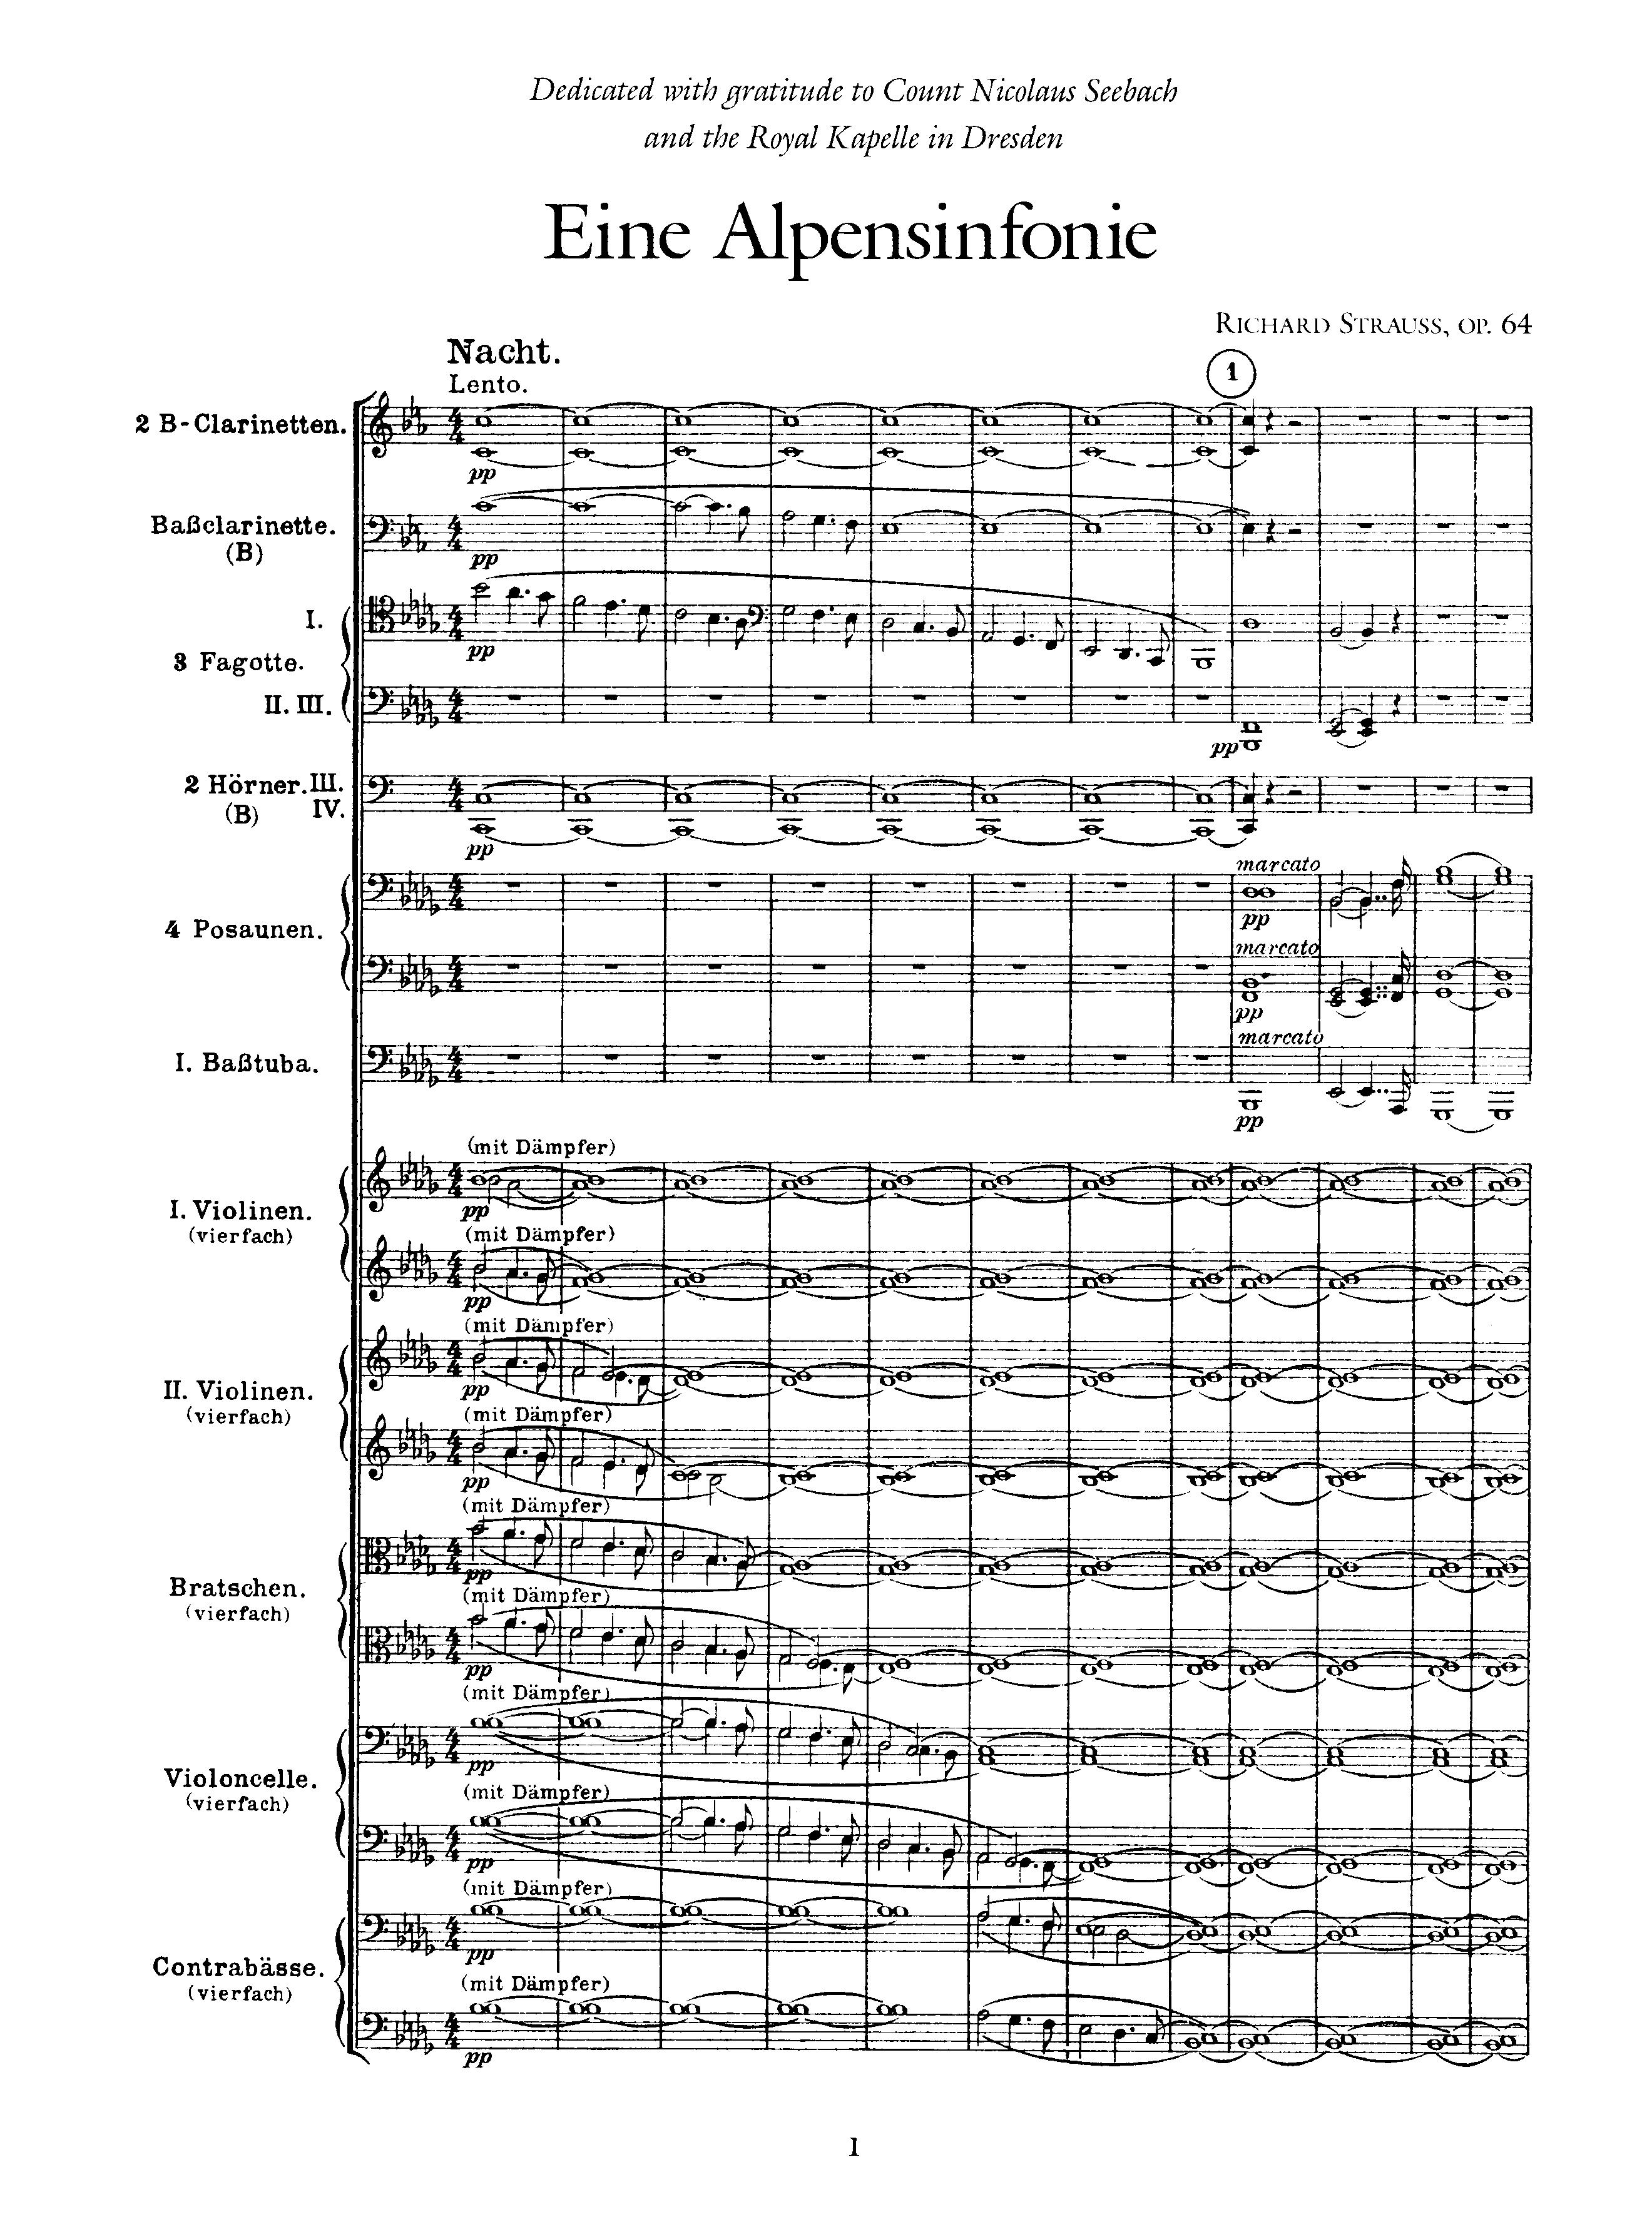 Dedicated with gratitude to Count Nicolaus Seebach
and the Royal Kapelle in Dresden
Eine Alpensinfonie
RICHARD STRAUSS, OP. 64
Nacht.
Lento.
1
2 B-Clarinetten.
pp
Baßclarinette.
(B)
pp
I.
pp
3 Fagotte.
II. III.
pp
2 Hörner. III.
(B) IV.
pp
marcato
pp
4 Posaunen.
marcato
pp
marcato
I. Baßtuba.
pp
(mit Dämpfer)
pp
I. Violinen.
(vierfach)
(mit Dämpfer)
pp
(mit Dämpfer)
pp
II. Violinen.
(vierfach)
(mit Dämpfer)
pp
(mit Dämpfer)
pp
Bratschen.
(vierfach)
(mit Dämpfer)
pp
(mit Dämpfer)
pp
Violoncelle.
(vierfach)
(mit Dämpfer)
pp
(mit Dämpfer)
pp
Contrabässe.
(vierfach)
(mit Dämpfer)
pp
1